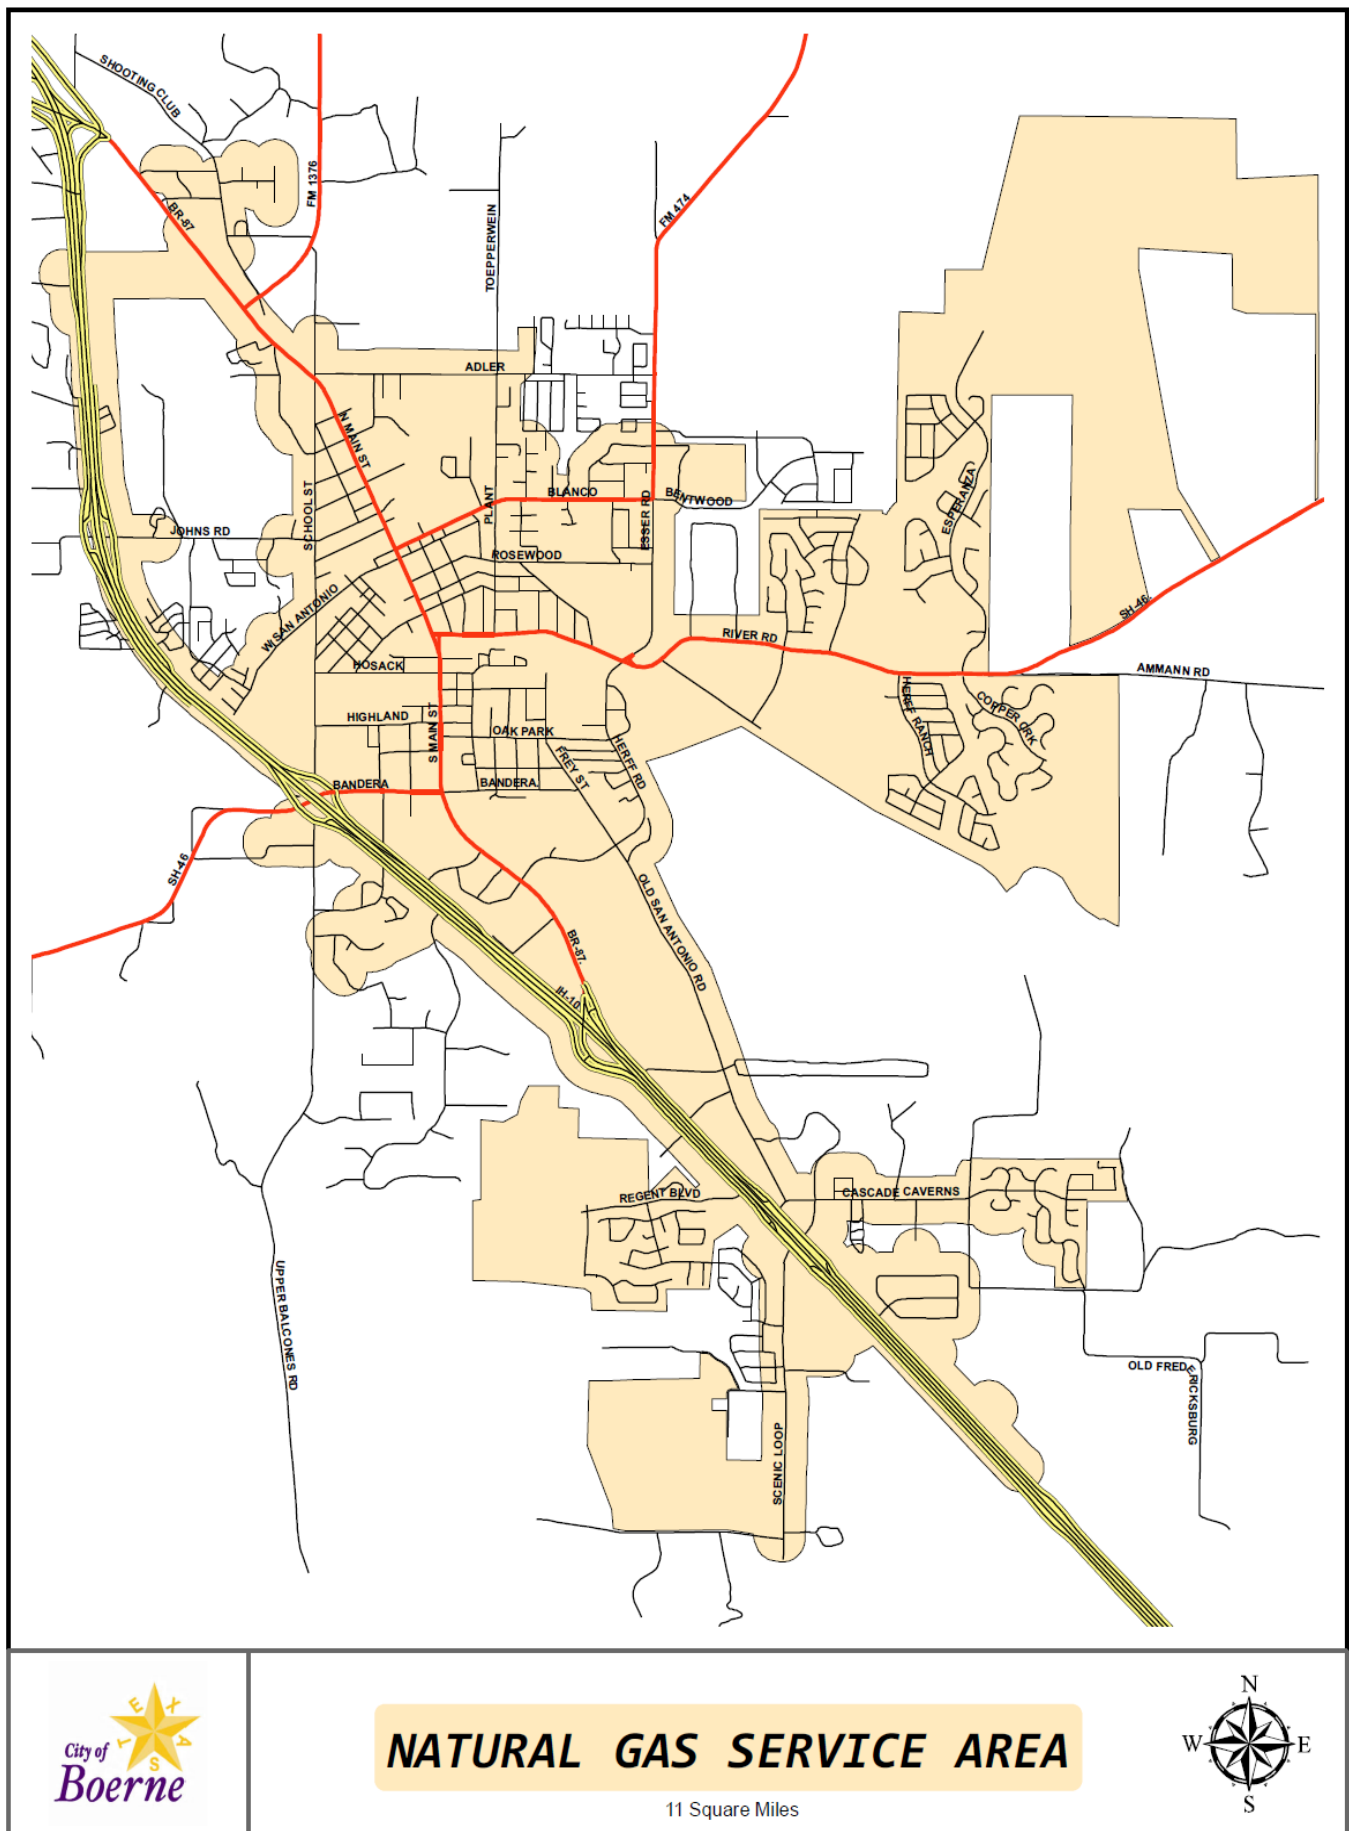 SHOOTING CLUB
FM 1376
BR-87
FM 474
TOEPPERWEIN
ADLER
N MAIN ST
ESPERANZA
SCHOOL ST
PLANT
BLANCO
BENTWOOD
ESSER RD
JOHNS RD
ROSEWOOD
W SAN ANTONIO
SH-46.
RIVER RD
HOSACK
AMMANN RD
HERFF RANCH
COPPER CRK
HIGHLAND
S MAIN ST
OAK PARK
FREY ST
HERFF RD
BANDERA
BANDERA.
SH-46
OLD SAN ANTONIO RD
BR-87.
IH-10
REGENT BLVD
CASCADE CAVERNS
UPPER BALCONES RD
OLD FREDERICKSBURG
SCENIC LOOP
TEXAS
City of
Boerne
NATURAL GAS SERVICE AREA
11 Square Miles
N
W
E
S